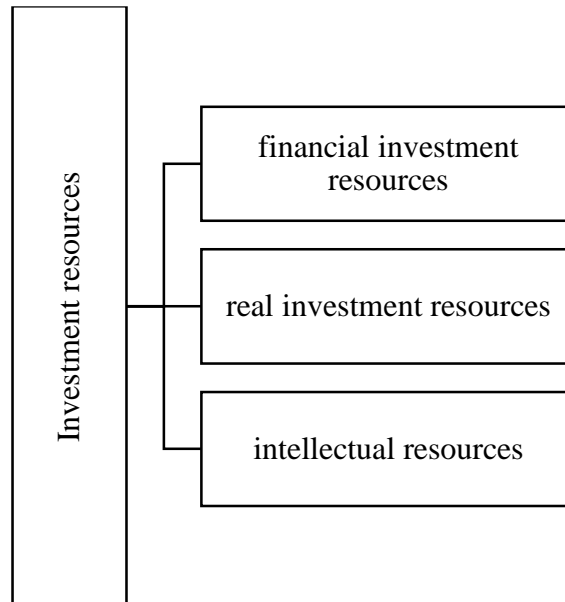 Investment resources
financial investment
resources
real investment resources
intellectual resources